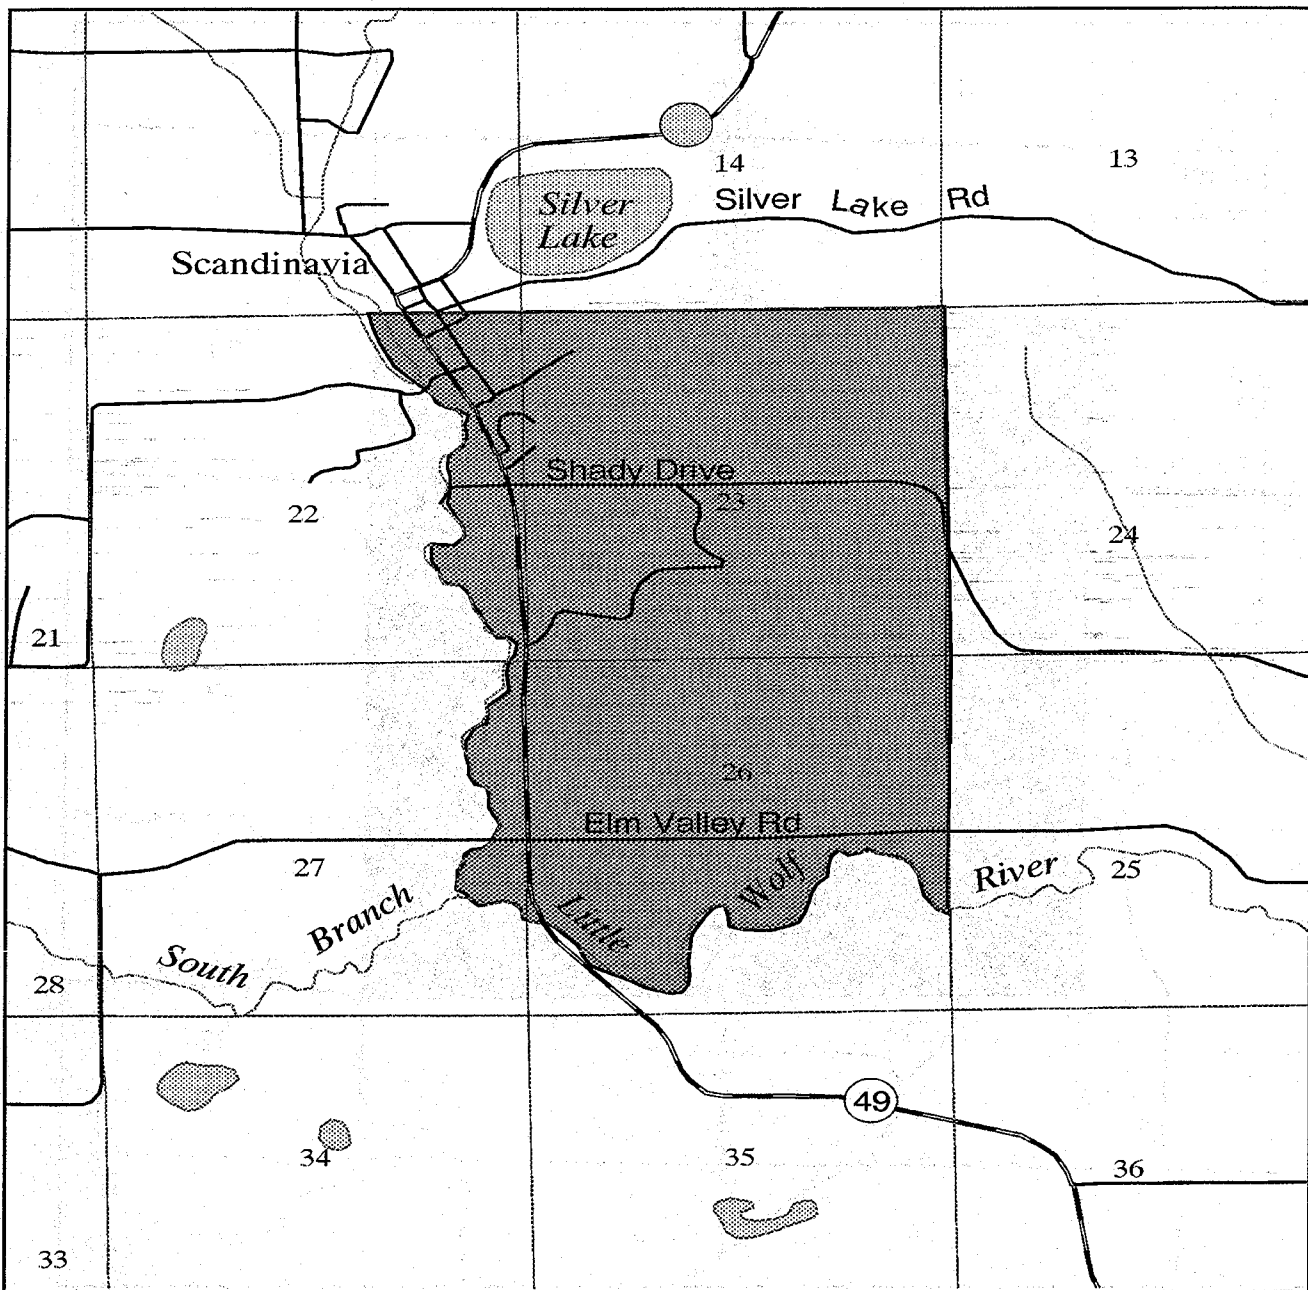 14
13
Silver Lake Rd
Silver
Lake
Scandinavia
Shady Drive
23
22
24
21
26
Elm Valley Rd
27
25
South Branch Little Wolf River
28
49
34
35
36
33